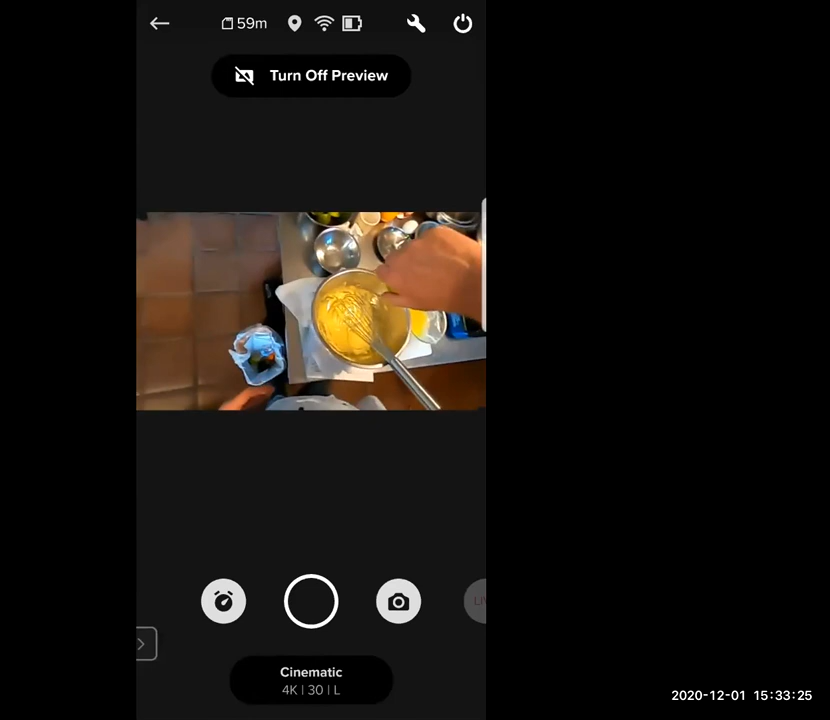 59m
Turn Off Preview
Cinematic
4K | 30 | L
2020-12-01 15:33:25